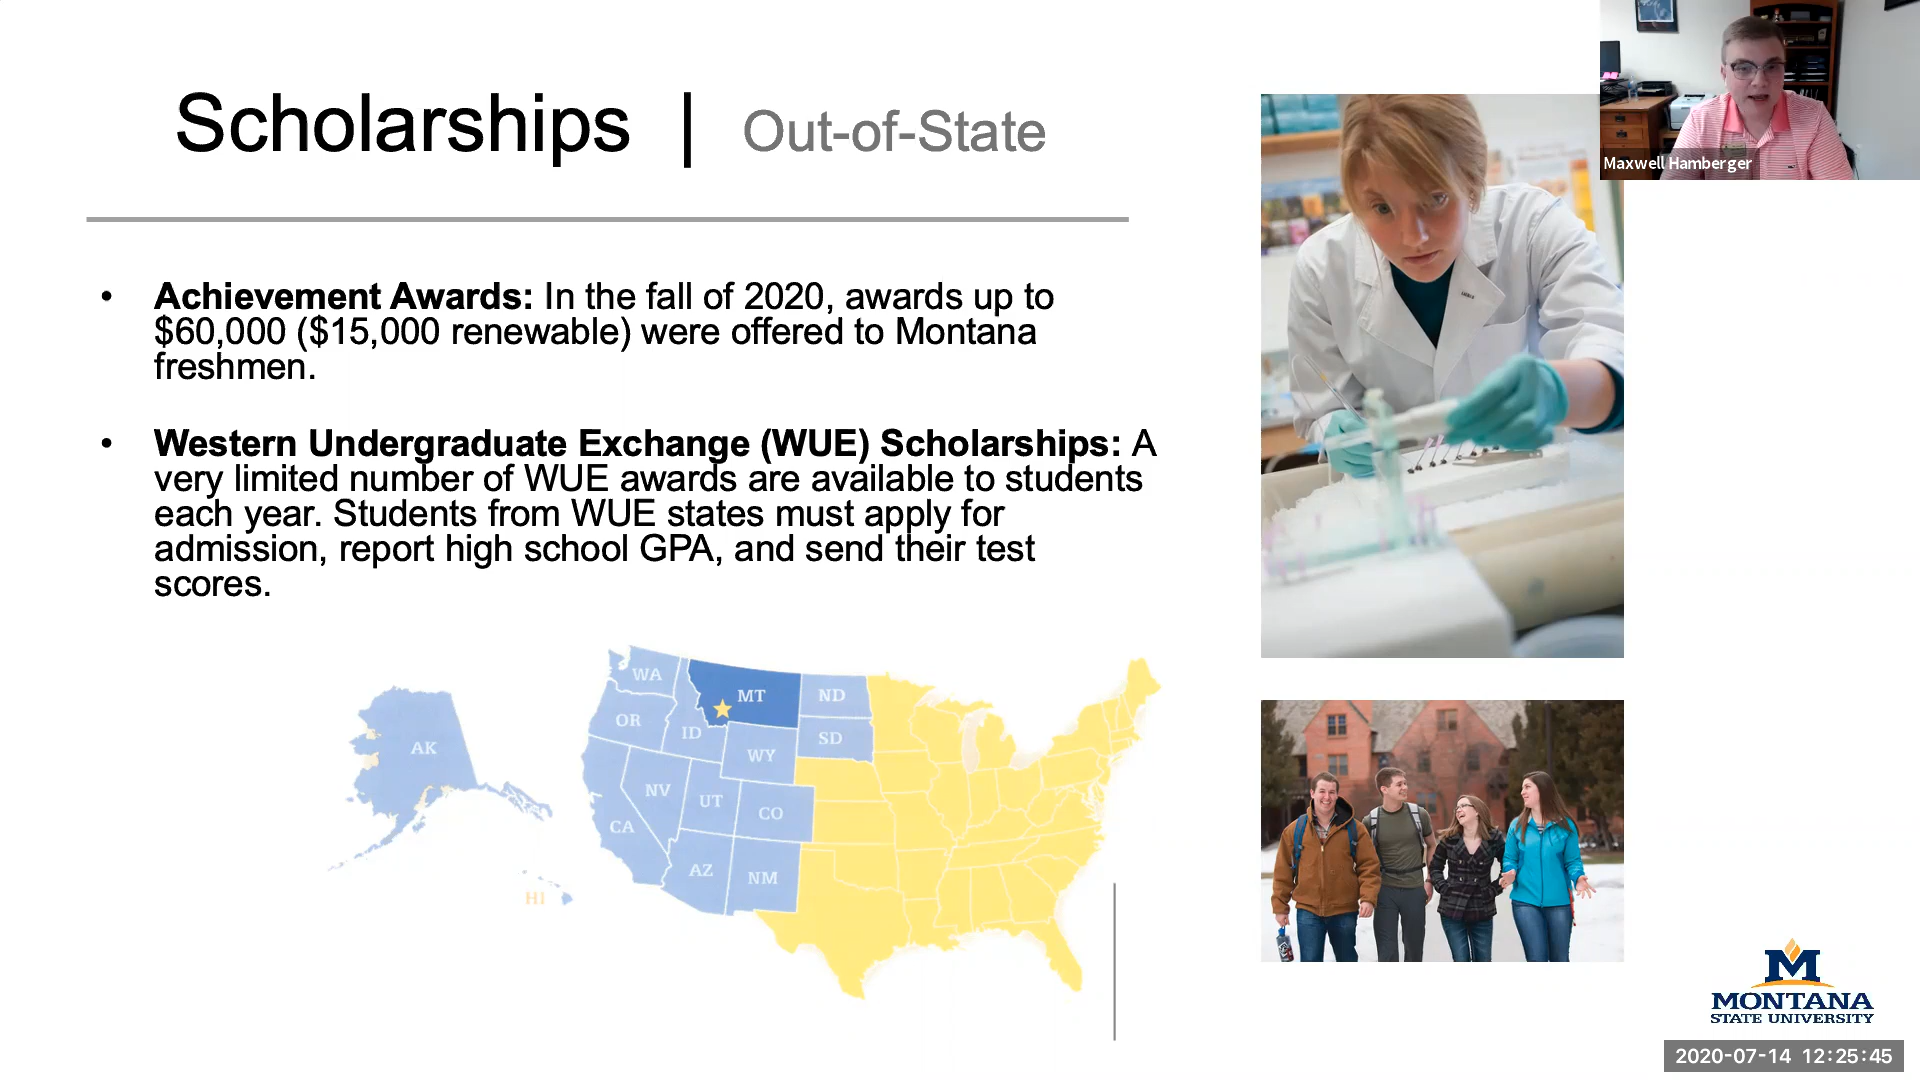 Scholarships | Out-of-State
Maxwell Hamberger
• Achievement Awards: In the fall of 2020, awards up to
$60,000 ($15,000 renewable) were offered to Montana
freshmen.
• Western Undergraduate Exchange (WUE) Scholarships: A
very limited number of WUE awards are available to students
each year. Students from WUE states must apply for
admission, report high school GPA, and send their test
scores.
WA
MT
ND
OR
ID
SD
AK
WY
NV
UT
CO
CA
AZ
NM
HI
M
MONTANA
STATE UNIVERSITY
2020-07-14 12:25:45